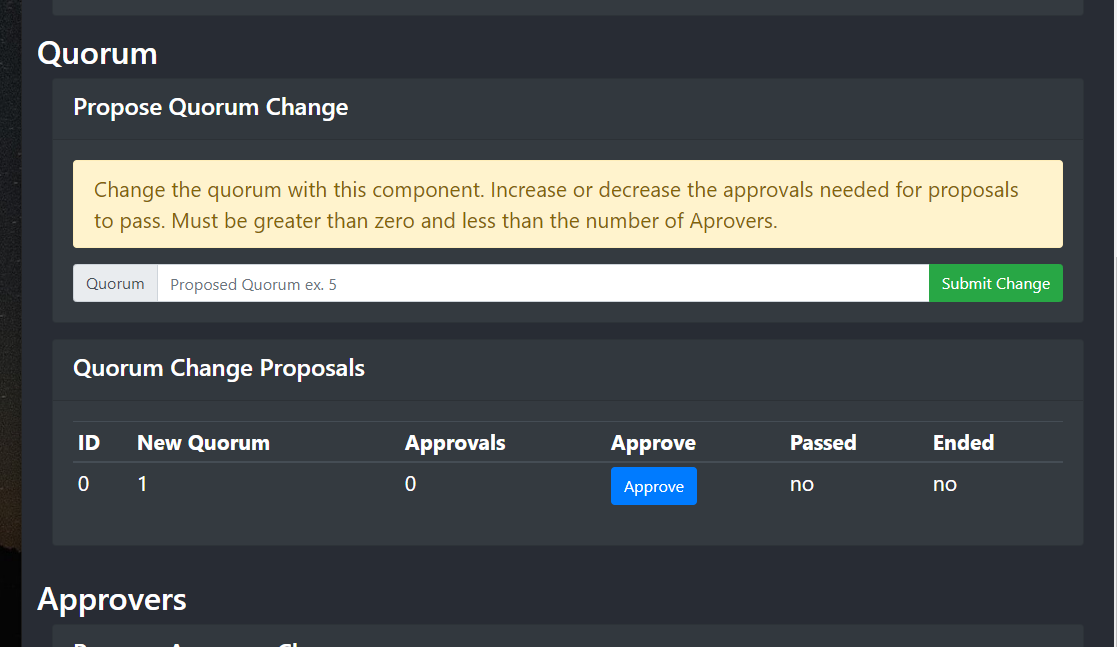 Quorum
Propose Quorum Change
Change the quorum with this component. Increase or decrease the approvals needed for proposals
to pass. Must be greater than zero and less than the number of Aprovers.
Quorum Proposed Quorum ex. 5 Submit Change
Quorum Change Proposals
ID New Quorum Approvals Approve Passed Ended
0 1 0 Approve no no
Approvers